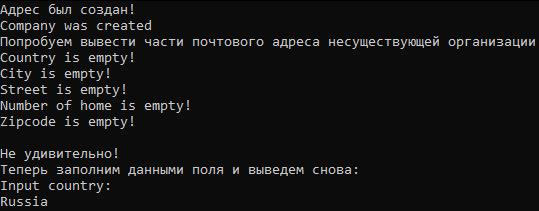 Адрес был создан!
Company was created
Попробуем вывести части почтового адреса несуществующей организации
Country is empty!
City is empty!
Street is empty!
Number of home is empty!
Zipcode is empty!
Не удивительно!
Теперь заполним данными поля и выведем снова:
Input country:
Russia